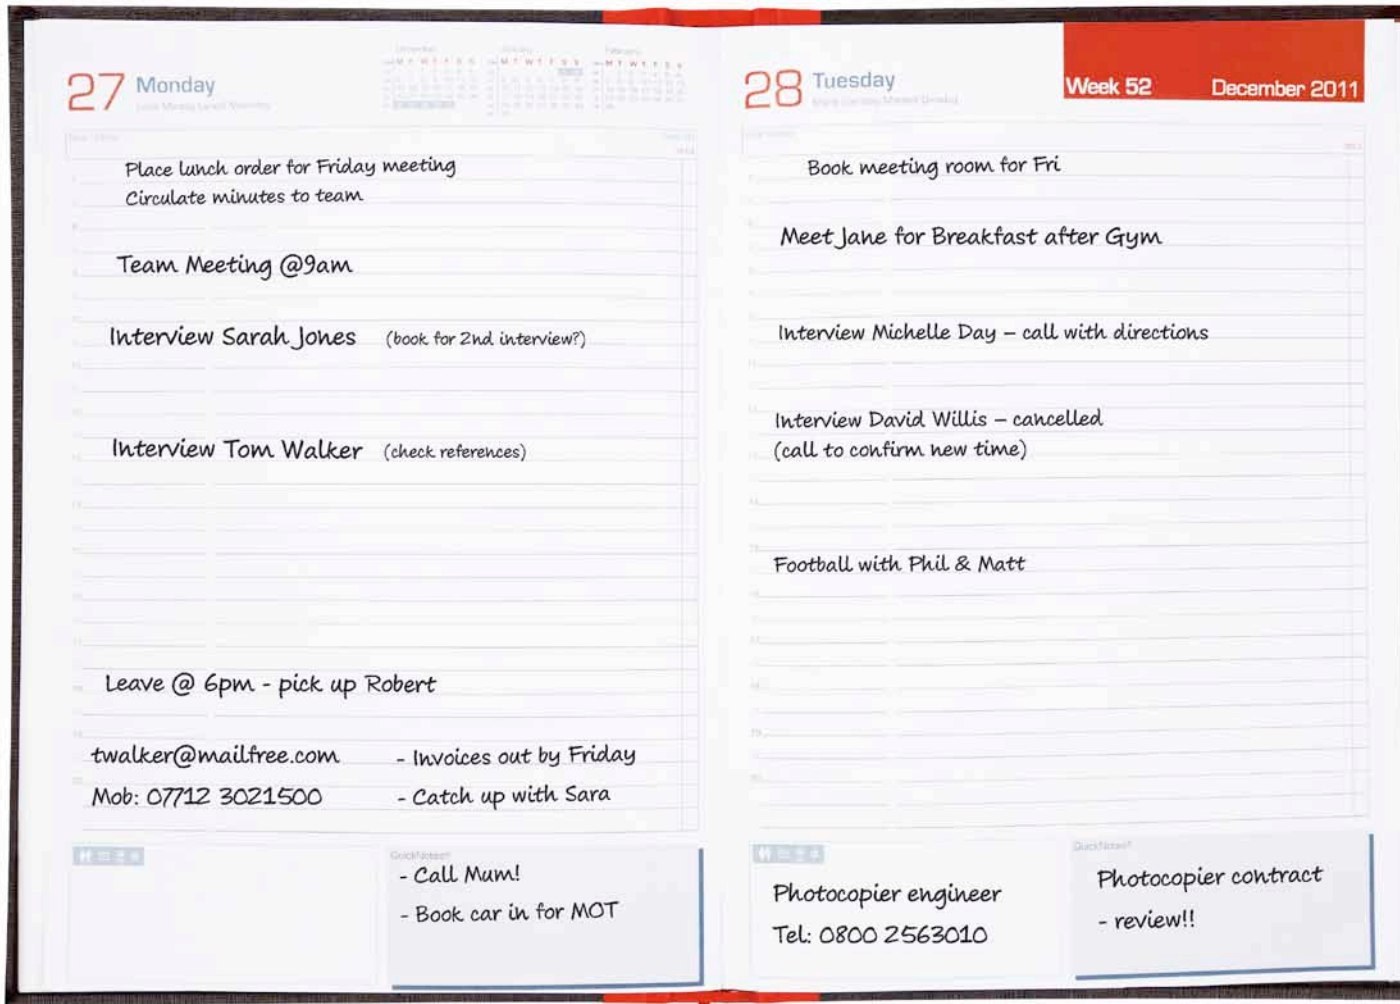 27 Monday
Place lunch order for Friday meeting
Circulate minutes to team
Team Meeting @9am
Interview Sarah Jones (book for 2nd interview?)
Interview Tom Walker (check references)
Leave @ 6pm - pick up Robert
twalker@mailfree.com - Invoices out by Friday
Mob: 07712 3021500 - Catch up with Sara
QuickNotes
- Call Mum!
- Book car in for MOT
28 Tuesday
Week 52 December 2011
Book meeting room for Fri
Meet Jane for Breakfast after Gym
Interview Michelle Day – call with directions
Interview David Willis – cancelled
(call to confirm new time)
Football with Phil & Matt
Photocopier engineer
Tel: 0800 2563010
QuickNotes
Photocopier contract
- review!!